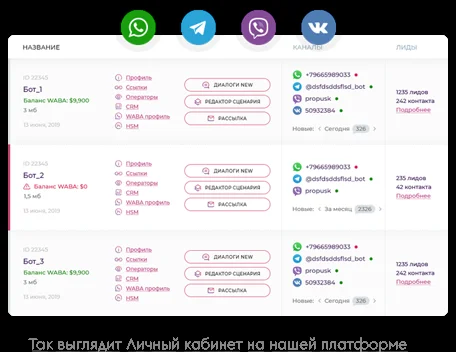 НАЗВАНИЕ КАНАЛЫ ЛИДЫ
ID 22345
Бот_1
Баланс WABA: $9,900
3 мб
13 июня, 2019
Профиль
Ссылки
Операторы
CRM
WABA профиль
HSM
ДИАЛОГИ NEW
РЕДАКТОР СЦЕНАРИЯ
РАССЫЛКА
+79665989033
@dsfdsddsflsd_bot
propusk
50932384
Новые: < Сегодня 326 >
1235 лидов
242 контакта
Подробнее
ID 22345
Бот_2
Баланс WABA: $0
1,5 мб
13 июня, 2019
Профиль
Ссылки
Операторы
CRM
WABA профиль
HSM
ДИАЛОГИ NEW
РЕДАКТОР СЦЕНАРИЯ
РАССЫЛКА
+79665989033
@dsfdsddsflsd_bot
propusk
Новые: < За месяц 2326 >
235 лидов
42 контакта
Подробнее
ID 22345
Бот_3
Баланс WABA: $9,900
3 мб
13 июня, 2019
Профиль
Ссылки
Операторы
CRM
WABA профиль
HSM
ДИАЛОГИ NEW
РЕДАКТОР СЦЕНАРИЯ
РАССЫЛКА
+79665989033
@dsfdsddsflsd_bot
propusk
50932384
Новые: < Сегодня 326 >
1235 лидов
242 контакта
Подробнее
Так выглядит Личный кабинет на нашей платформе